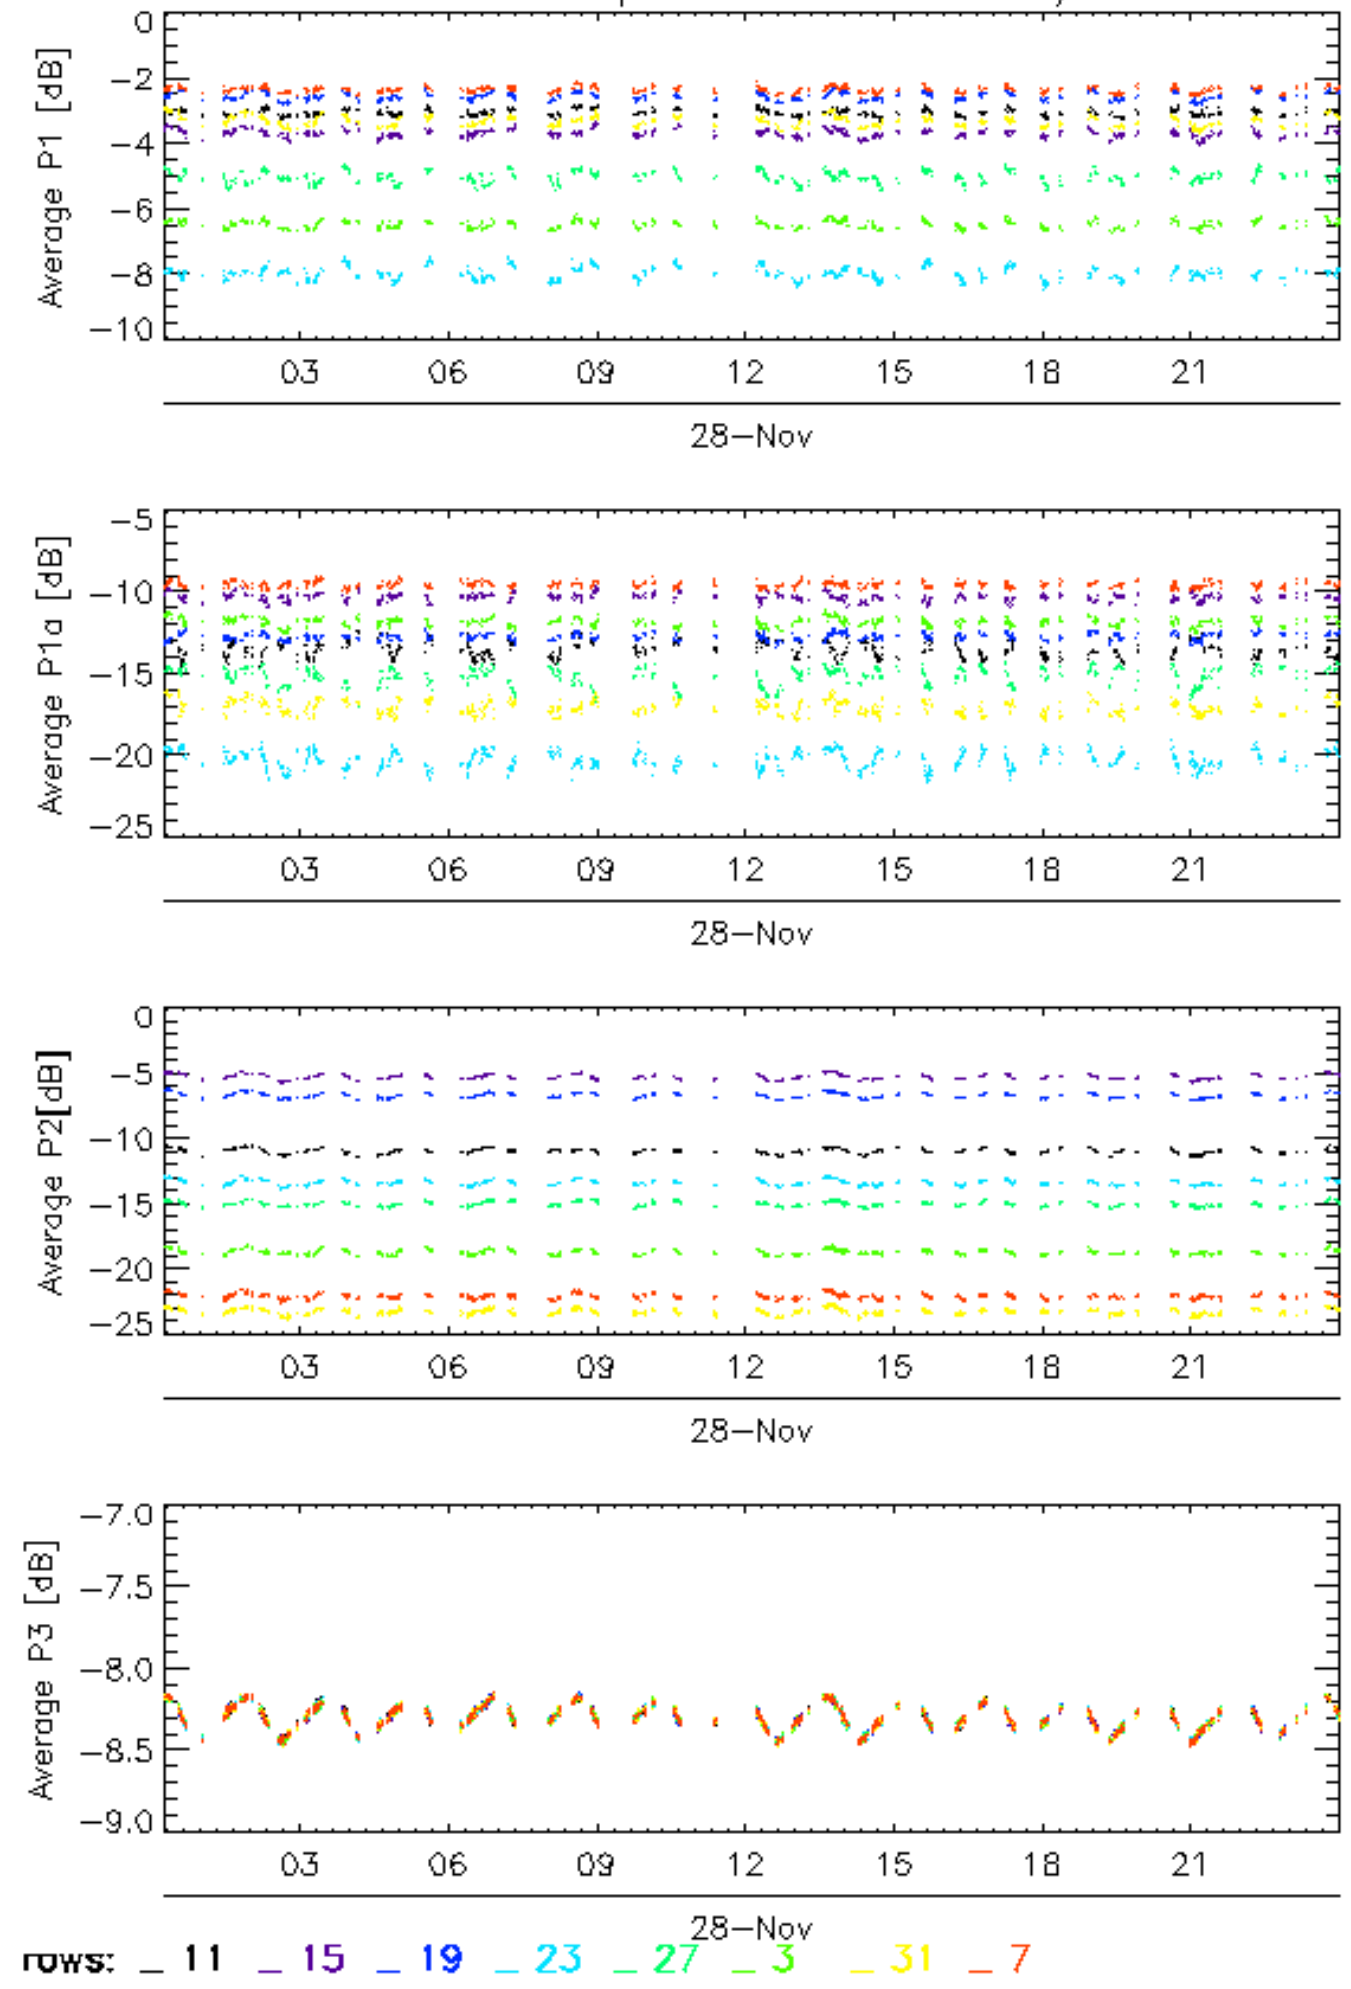 0
−2
−4
−6
−8
−10
Average P1 [dB]
03 06 09 12 15 18 21
28−Nov
−5
−10
−15
−20
−25
Average P1a [dB]
03 06 09 12 15 18 21
28−Nov
0
−5
−10
−15
−20
−25
Average P2[dB]
03 06 09 12 15 18 21
28−Nov
−7.0
−7.5
−8.0
−8.5
−9.0
Average P3 [dB]
03 06 09 12 15 18 21
28−Nov
rows: _ 11 _ 15 _ 19 _ 23 _ 27 _ 3 _ 31 _ 7